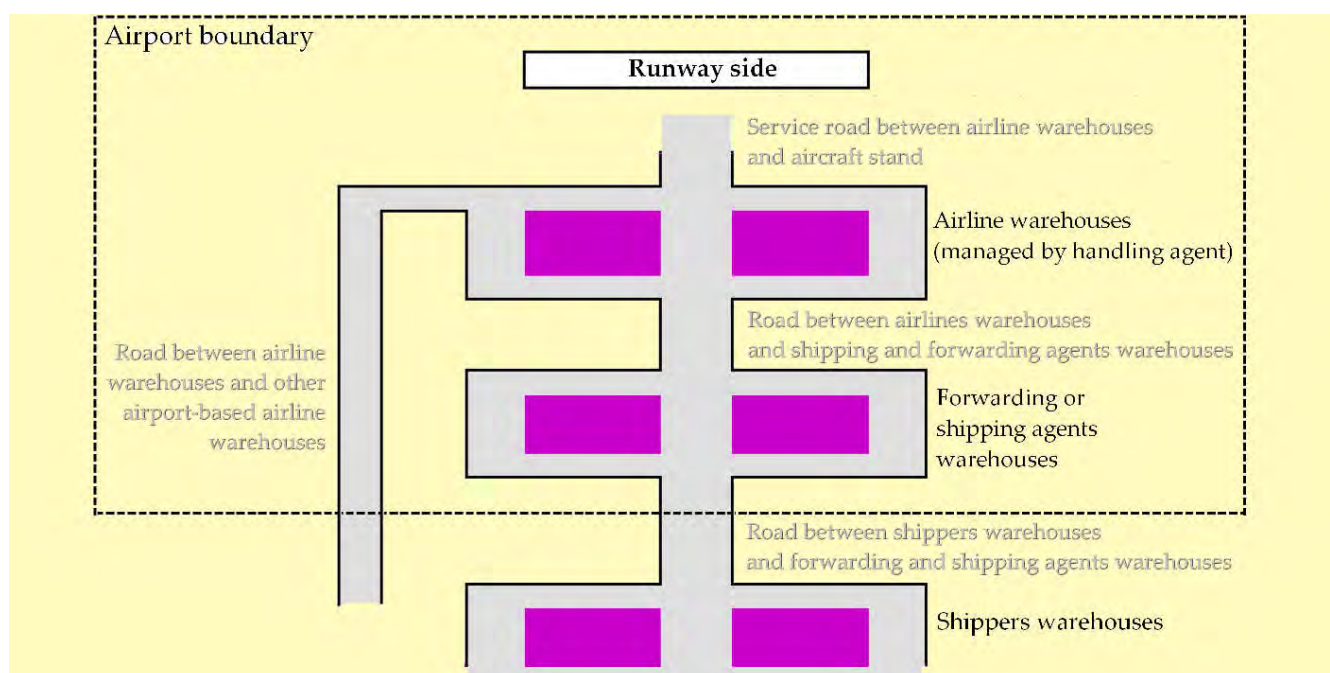 Airport boundary
Runway side
Service road between airline warehouses
and aircraft stand
Airline warehouses
(managed by handling agent)
Road between airlines warehouses
and shipping and forwarding agents warehouses
Road between airline
warehouses and other
airport-based airline
warehouses
Forwarding or
shipping agents
warehouses
Road between shippers warehouses
and forwarding and shipping agents warehouses
Shippers warehouses